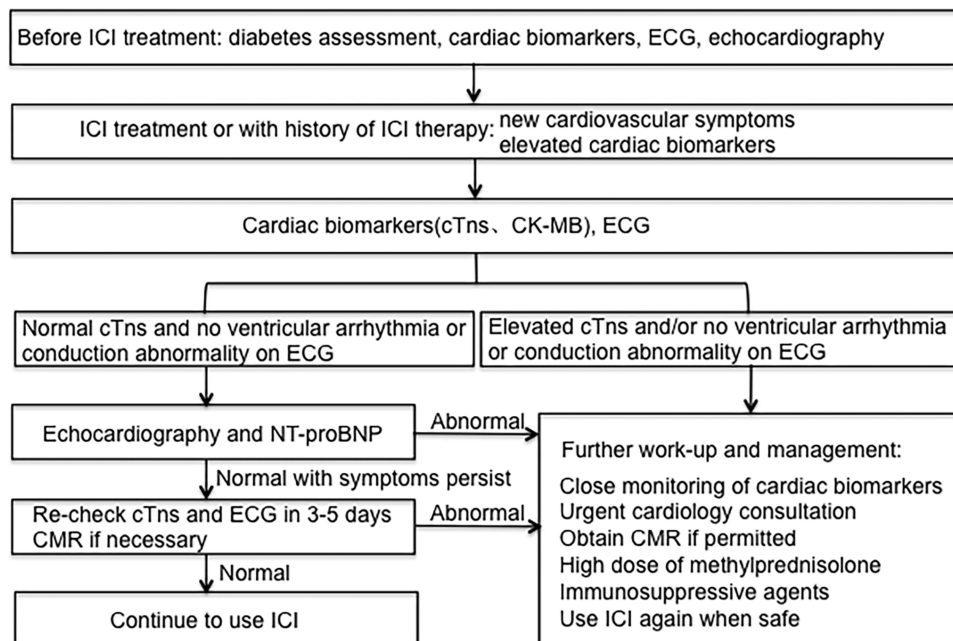 Before ICI treatment: diabetes assessment, cardiac biomarkers, ECG, echocardiography
ICI treatment or with history of ICI therapy: new cardiovascular symptoms
elevated cardiac biomarkers
Cardiac biomarkers(cTns、CK-MB), ECG
Normal cTns and no ventricular arrhythmia or
conduction abnormality on ECG
Elevated cTns and/or no ventricular arrhythmia
or conduction abnormality on ECG
Echocardiography and NT-proBNP
Abnormal
Normal with symptoms persist
Re-check cTns and ECG in 3-5 days
CMR if necessary
Abnormal
Normal
Continue to use ICI
Further work-up and management:
Close monitoring of cardiac biomarkers
Urgent cardiology consultation
Obtain CMR if permitted
High dose of methylprednisolone
Immunosuppressive agents
Use ICI again when safe